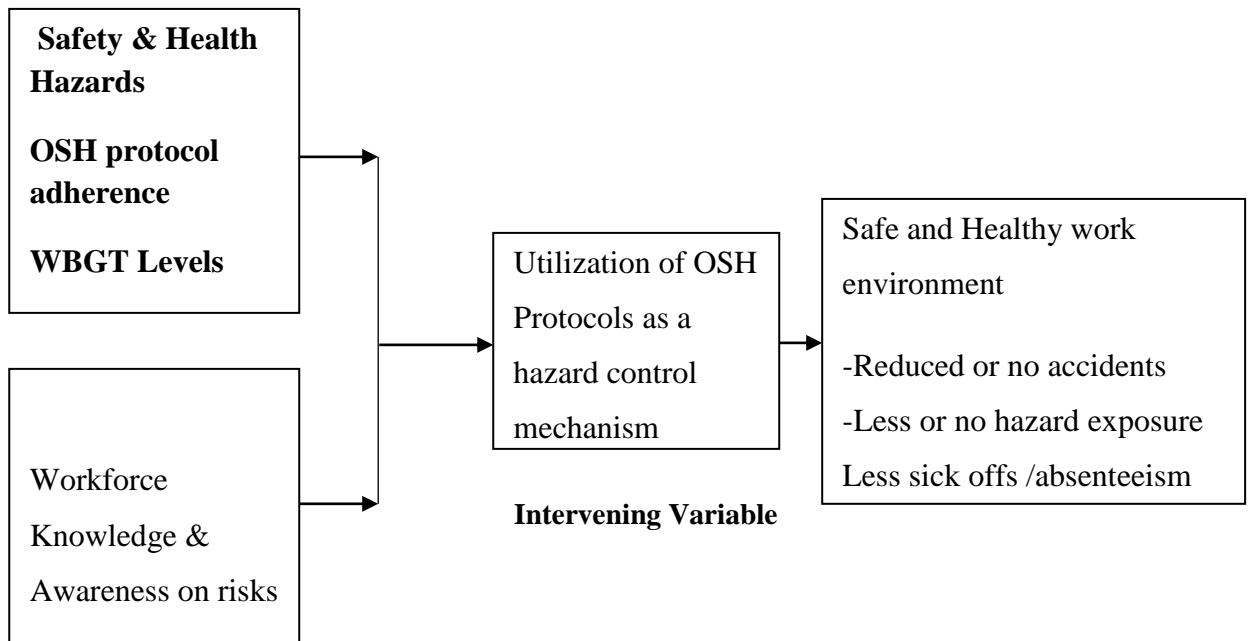 Safety & Health
Hazards
OSH protocol
adherence
WBGT Levels
Workforce
Knowledge &
Awareness on risks
Utilization of OSH
Protocols as a
hazard control
mechanism
Intervening Variable
Safe and Healthy work
environment
-Reduced or no accidents
-Less or no hazard exposure
Less sick offs /absenteeism